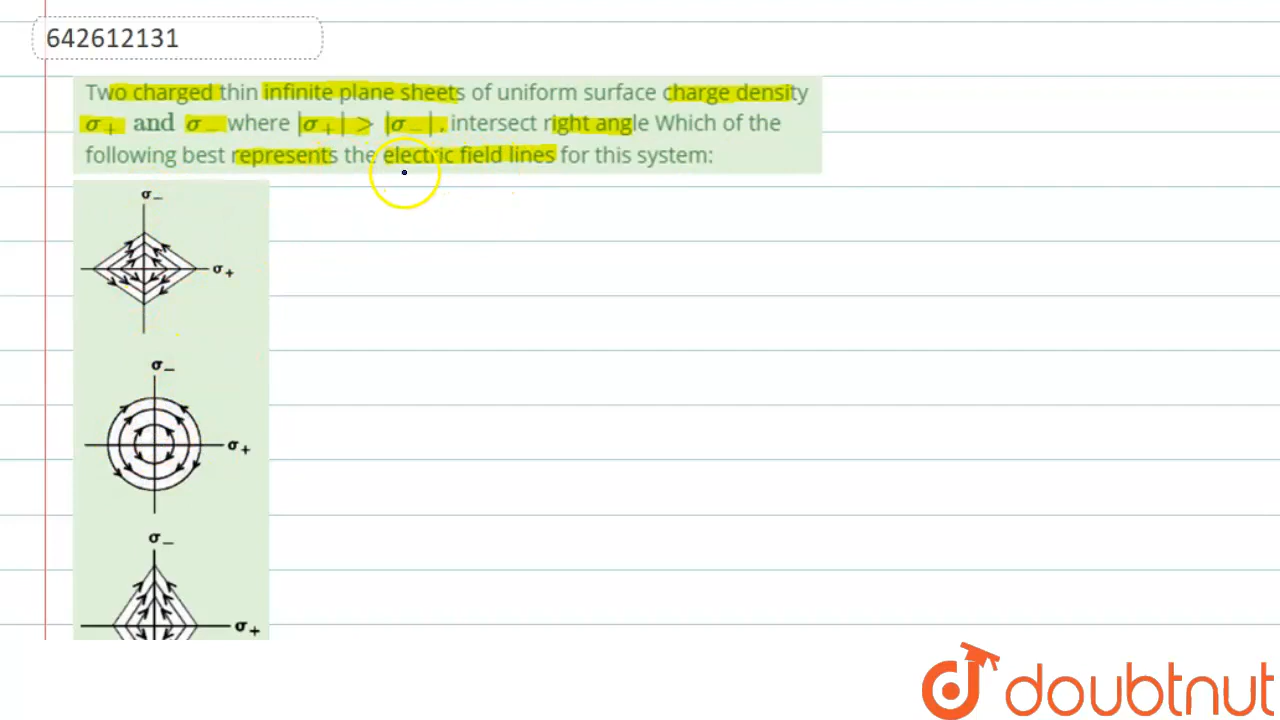 642612131
Two charged thin infinite plane sheets of uniform surface charge density
σ₊ and σ₋ where |σ₊| > |σ₋|, intersect right angle Which of the
following best represents the electric field lines for this system:
σ₋
σ₊
σ₋
σ₊
σ₋
σ₊
doubtnut